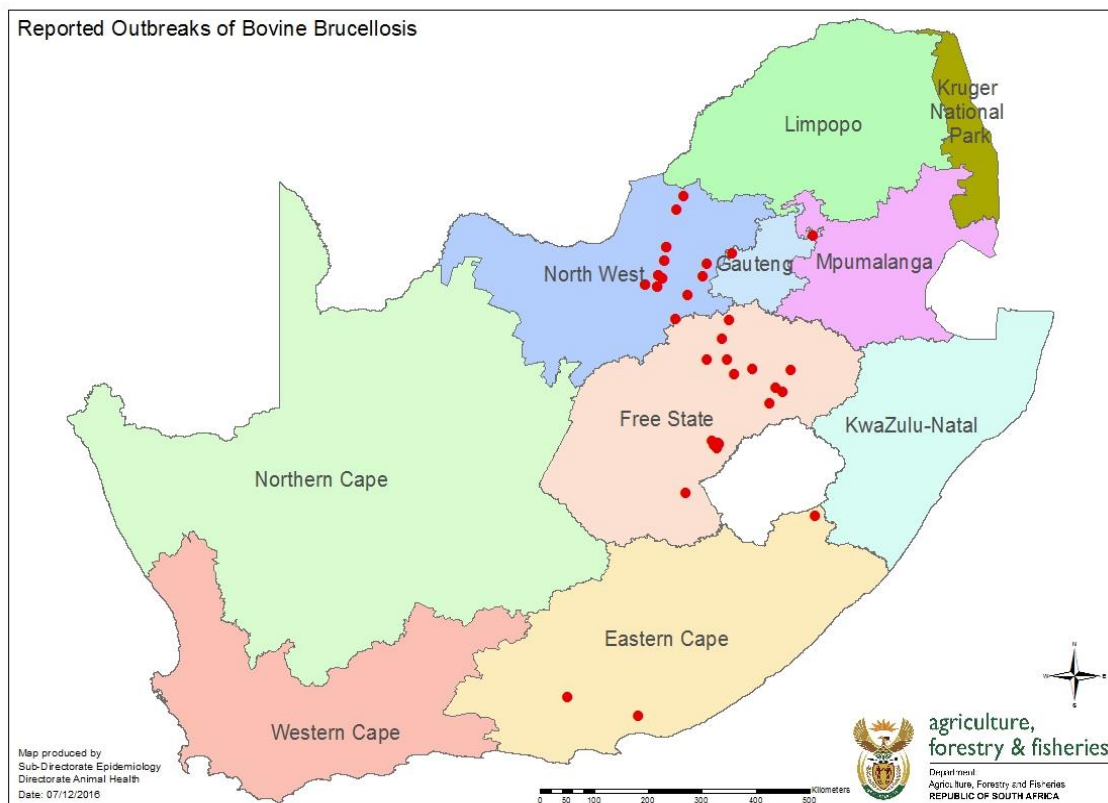 Reported Outbreaks of Bovine Brucellosis
Kruger
National
Park
Limpopo
North West
Gauteng
Mpumalanga
Free State
KwaZulu-Natal
Northern Cape
Eastern Cape
Western Cape
N
W E
S
Map produced by
Sub-Directorate Epidemiology
Directorate Animal Health
Date: 07/12/2016
Kilometers
0 50 100 200 300 400 500
agriculture,
forestry & fisheries
Department:
Agriculture, Forestry and Fisheries
REPUBLIC OF SOUTH AFRICA